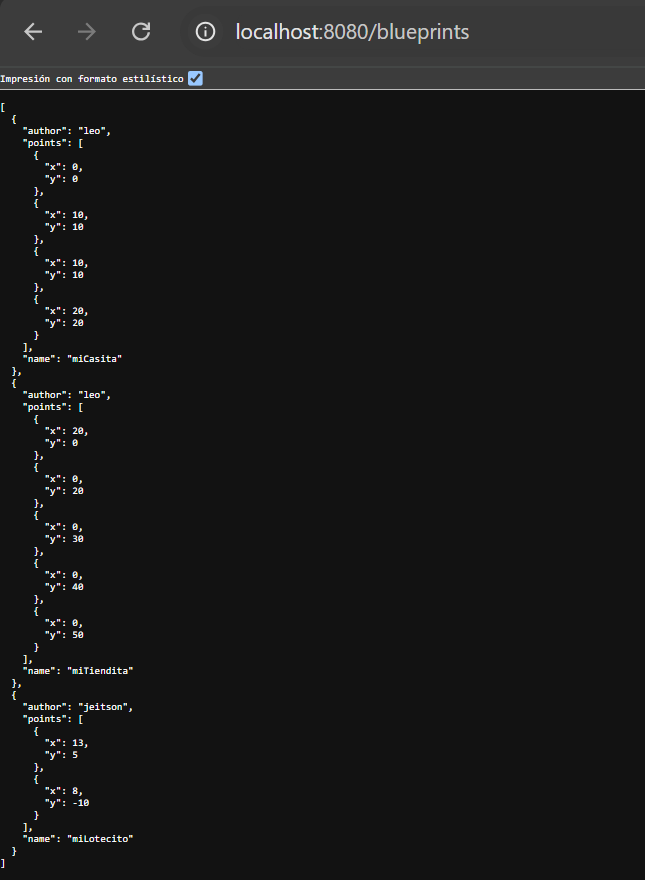 localhost:8080/blueprints
Impresión con formato estilístico
[
  {
    "author": "leo",
    "points": [
      {
        "x": 0,
        "y": 0
      },
      {
        "x": 10,
        "y": 10
      },
      {
        "x": 10,
        "y": 10
      },
      {
        "x": 20,
        "y": 20
      }
    ],
    "name": "miCasita"
  },
  {
    "author": "leo",
    "points": [
      {
        "x": 20,
        "y": 0
      },
      {
        "x": 0,
        "y": 20
      },
      {
        "x": 0,
        "y": 30
      },
      {
        "x": 0,
        "y": 40
      },
      {
        "x": 0,
        "y": 50
      }
    ],
    "name": "miTiendita"
  },
  {
    "author": "jeitson",
    "points": [
      {
        "x": 13,
        "y": 5
      },
      {
        "x": 8,
        "y": -10
      }
    ],
    "name": "miLotecito"
  }
]